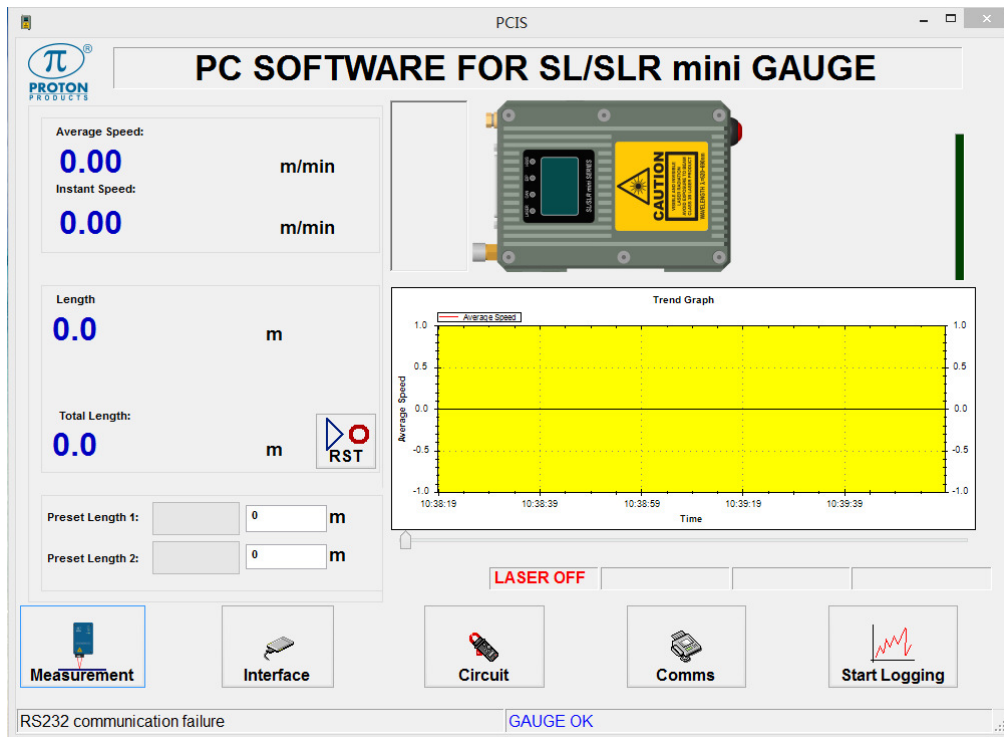 PCIS
π ®
PROTON
PRODUCTS
PC SOFTWARE FOR SL/SLR mini GAUGE
Average Speed:
0.00 m/min
Instant Speed:
0.00 m/min
SL/SLR mini SERIES
CAUTION
Length
0.0 m
Total Length:
0.0 m
RST
Preset Length 1: 0 m
Preset Length 2: 0 m
Trend Graph
Average Speed
1.0 1.0
0.5 0.5
0.0 0.0
-0.5 -0.5
-1.0 -1.0
Average Speed
10:38:19 10:38:39 10:38:59 10:39:19 10:39:39
Time
LASER OFF
Measurement Interface Circuit Comms Start Logging
RS232 communication failure GAUGE OK